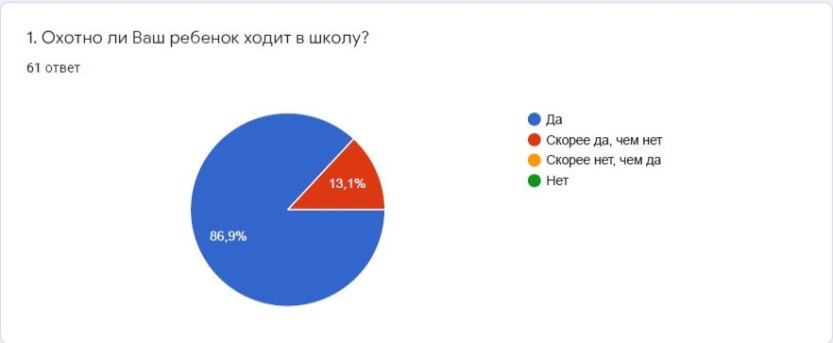 1. Охотно ли Ваш ребенок ходит в школу?
61 ответ
Да
Скорее да, чем нет
Скорее нет, чем да
Нет
13,1%
86,9%